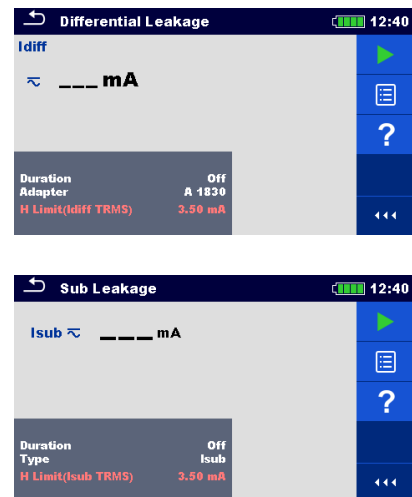 Differential Leakage 12:40
Idiff
___ mA
?
Duration Off
Adapter A 1830
H Limit(Idiff TRMS) 3.50 mA
Sub Leakage 12:40
Isub ___ mA
?
Duration Off
Type Isub
H Limit(Isub TRMS) 3.50 mA